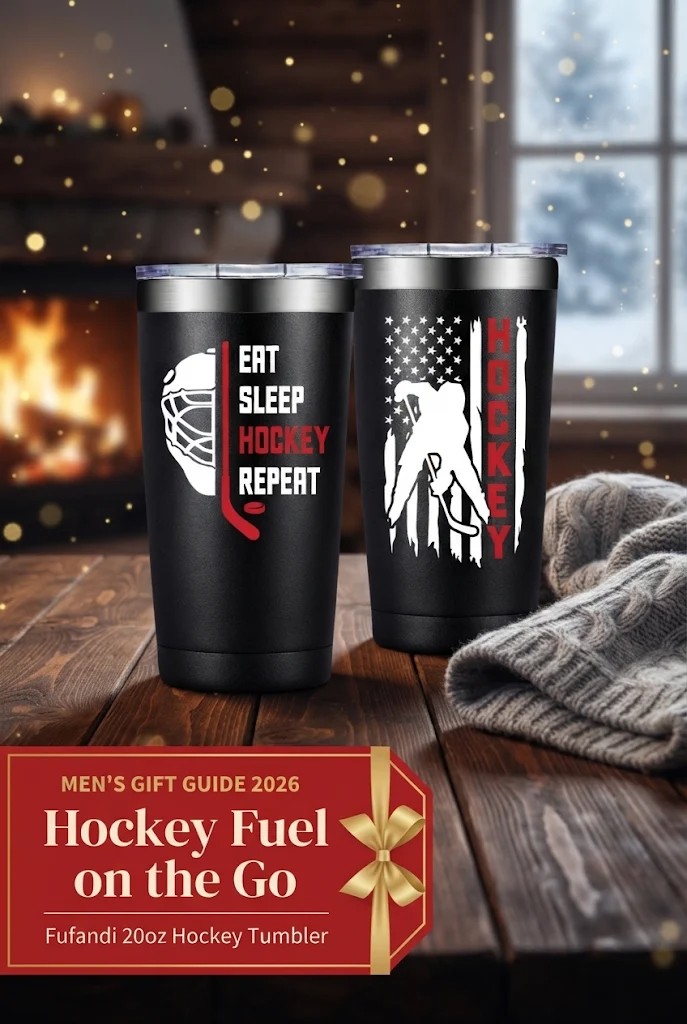 EAT
SLEEP
HOCKEY
REPEAT
HOCKEY
MEN'S GIFT GUIDE 2026
Hockey Fuel
on the Go
Fufandi 20oz Hockey Tumbler